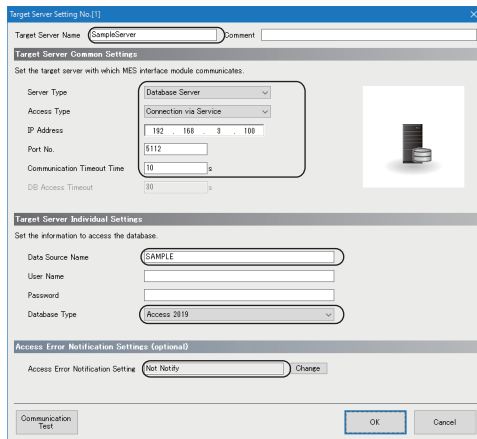 Target Server Setting No.[1]
Target Server Name SampleServer Comment
Target Server Common Settings
Set the target server with which MES interface module communicates.
Server Type Database Server
Access Type Connection via Service
IP Address 192 . 168 . 3 . 100
Port No. 5112
Communication Timeout Time 10 s
DB Access Timeout 30 s
Target Server Individual Settings
Set the information to access the database.
Data Source Name SAMPLE
User Name
Password
Database Type Access 2019
Access Error Notification Settings (optional)
Access Error Notification Setting Not Notify Change
Communication
Test
OK Cancel